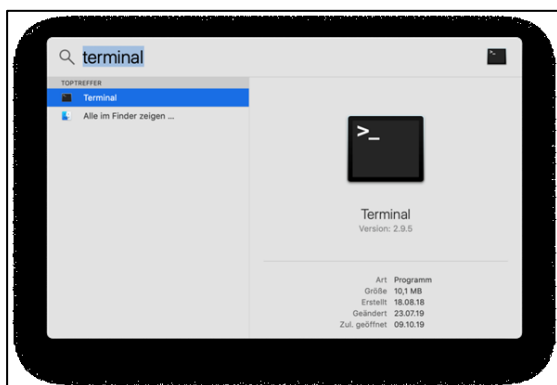 terminal
TOPTREFFER
Terminal
Alle im Finder zeigen ...
>_
Terminal
Version: 2.9.5
Art Programm
Größe 10,1 MB
Erstellt 18.08.18
Geändert 23.07.19
Zul. geöffnet 09.10.19